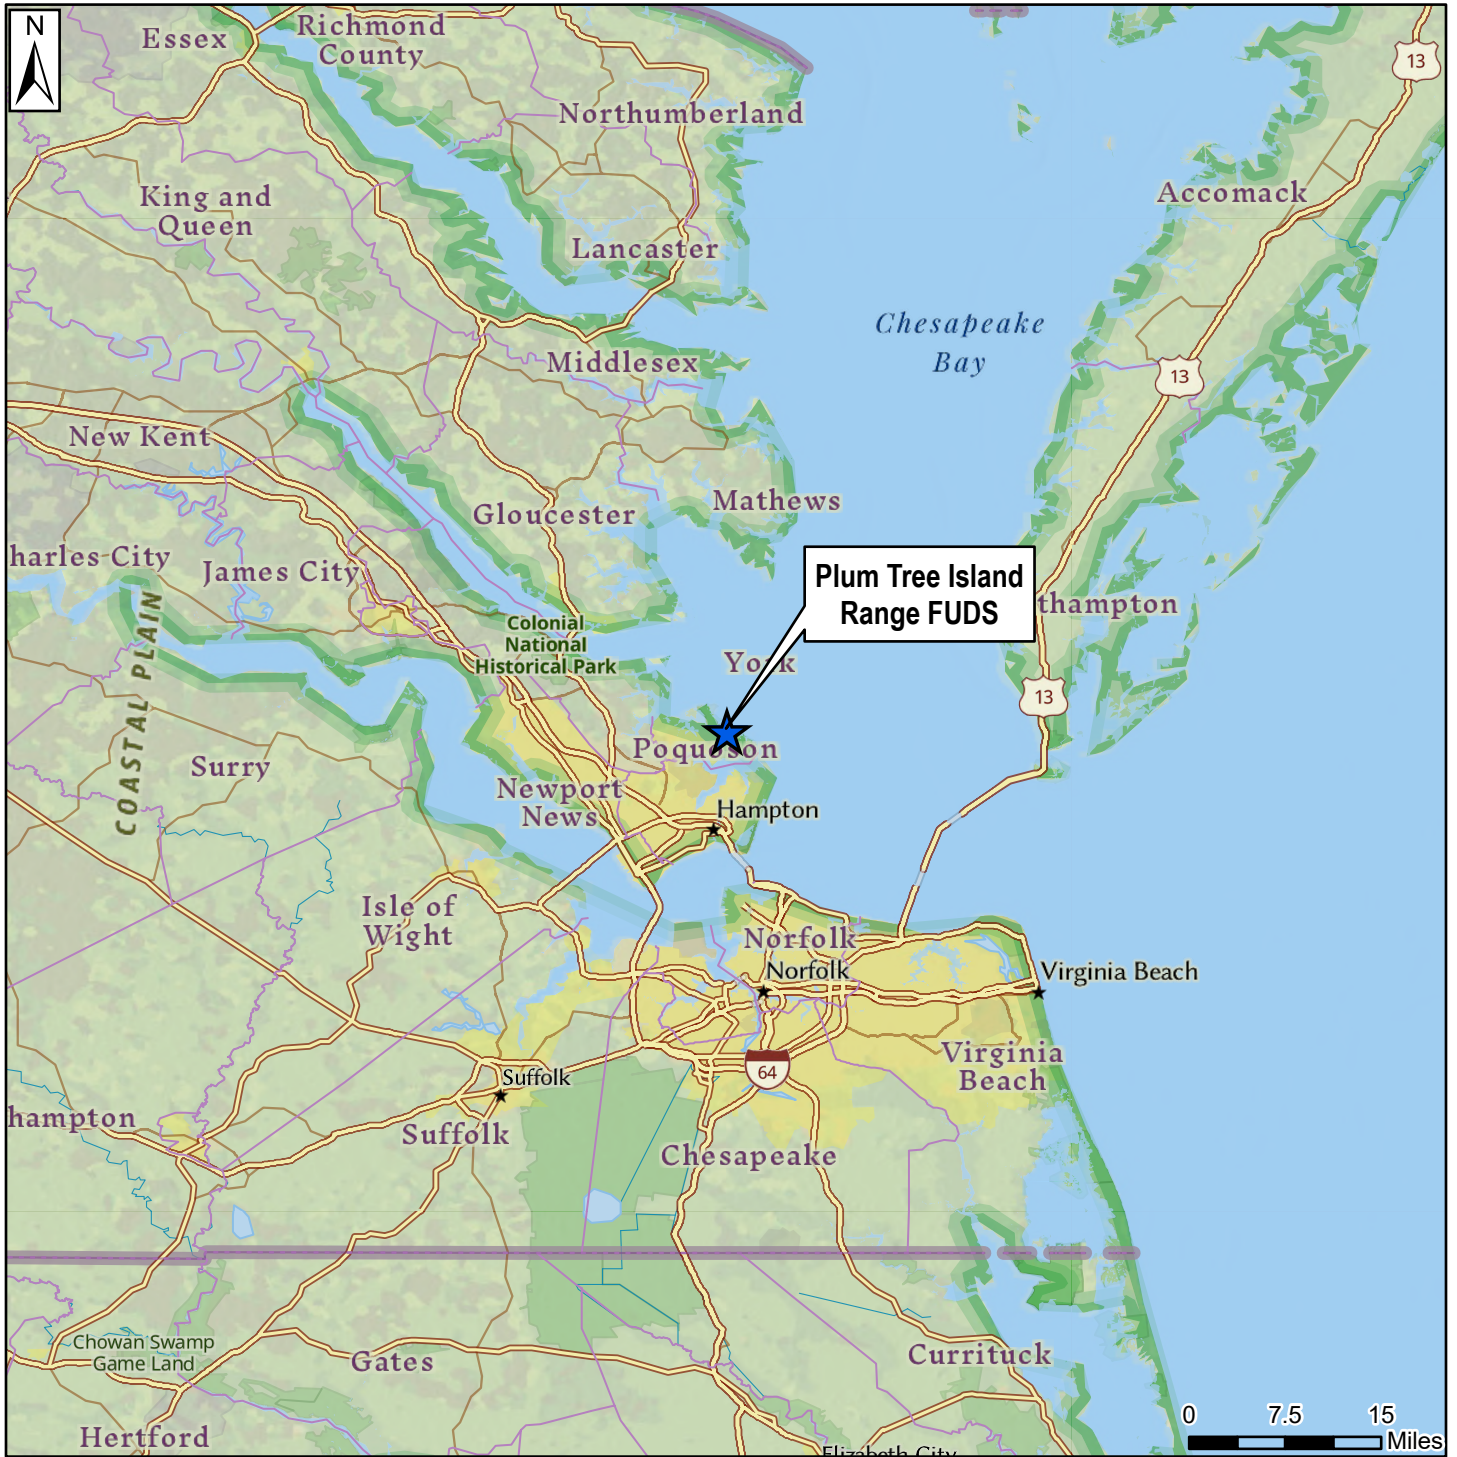 N
Essex
Richmond
County
13
Northumberland
King and
Queen
Accomack
Lancaster
Chesapeake
Bay
Middlesex
13
New Kent
Mathews
Gloucester
harles City
James City
Plum Tree Island
Range FUDS
thampton
COASTAL PLAIN
Colonial
National
Historical Park
York
13
Poquoson
Surry
Newport
News
Hampton
Isle of
Wight
Norfolk
Norfolk
Virginia Beach
Virginia
Beach
64
Suffolk
hampton
Suffolk
Chesapeake
Chowan Swamp
Game Land
Gates
Currituck
0 7.5 15
Miles
Hertford
Elizabeth City